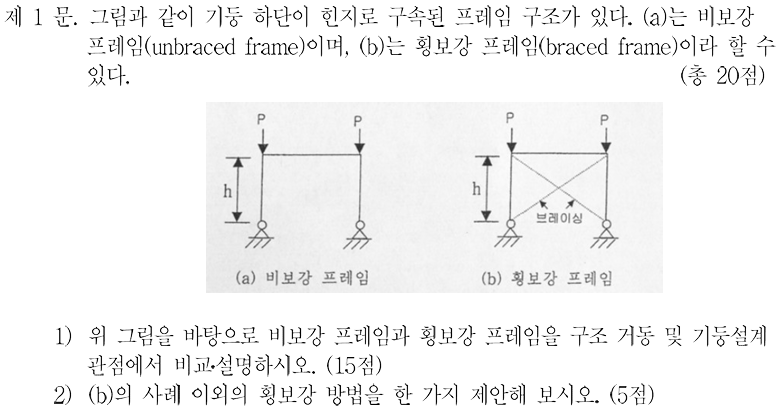 제 1 문. 그림과 같이 기둥 하단이 힌지로 구속된 프레임 구조가 있다. (a)는 비보강
프레임(unbraced frame)이며, (b)는 횡보강 프레임(braced frame)이라 할 수
있다. (총 20점)
P P P P
h h
브레이싱
(a) 비보강 프레임 (b) 횡보강 프레임
1) 위 그림을 바탕으로 비보강 프레임과 횡보강 프레임을 구조 거동 및 기둥설계
관점에서 비교·설명하시오. (15점)
2) (b)의 사례 이외의 횡보강 방법을 한 가지 제안해 보시오. (5점)